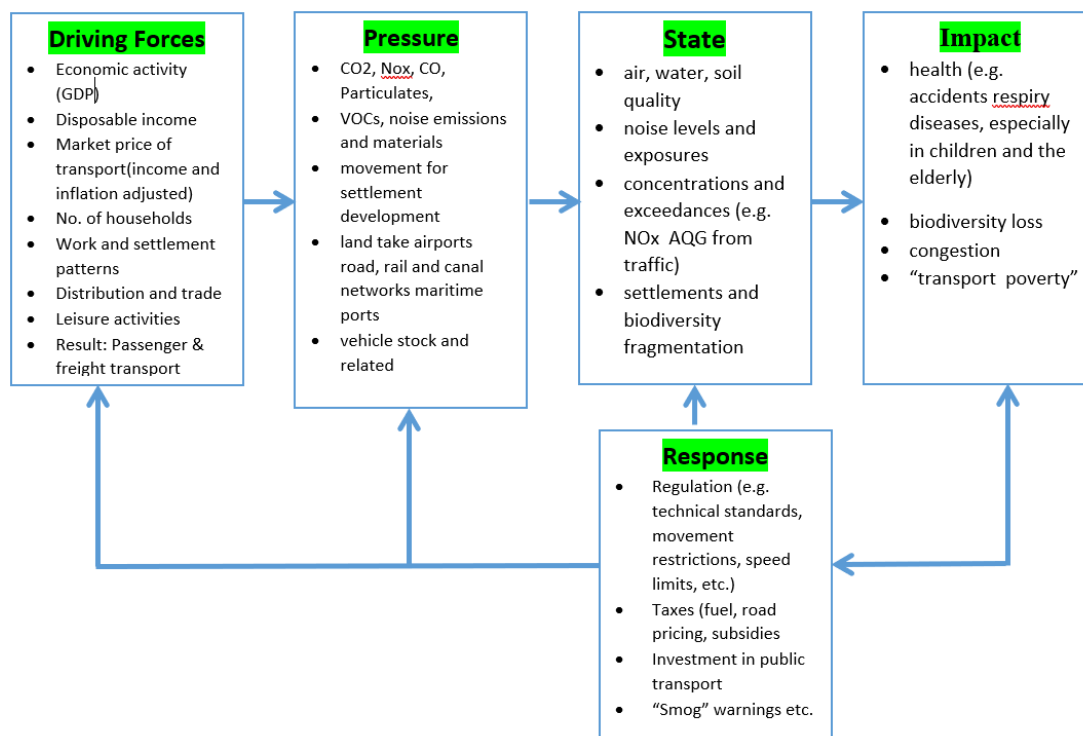 Driving Forces
• Economic activity
(GDP)
• Disposable income
• Market price of
transport(income and
inflation adjusted)
• No. of households
• Work and settlement
patterns
• Distribution and trade
• Leisure activities
• Result: Passenger &
freight transport
Pressure
• CO2, Nox, CO,
Particulates,
• VOCs, noise emissions
and materials
• movement for
settlement
development
• land take airports
road, rail and canal
networks maritime
ports
• vehicle stock and
related
State
• air, water, soil
quality
• noise levels and
exposures
• concentrations and
exceedances (e.g.
NOx AQG from
traffic)
• settlements and
biodiversity
fragmentation
Impact
• health (e.g.
accidents respiry
diseases, especially
in children and the
elderly)
• biodiversity loss
• congestion
• “transport poverty”
Response
• Regulation (e.g.
technical standards,
movement
restrictions, speed
limits, etc.)
• Taxes (fuel, road
pricing, subsidies
• Investment in public
transport
• “Smog” warnings etc.